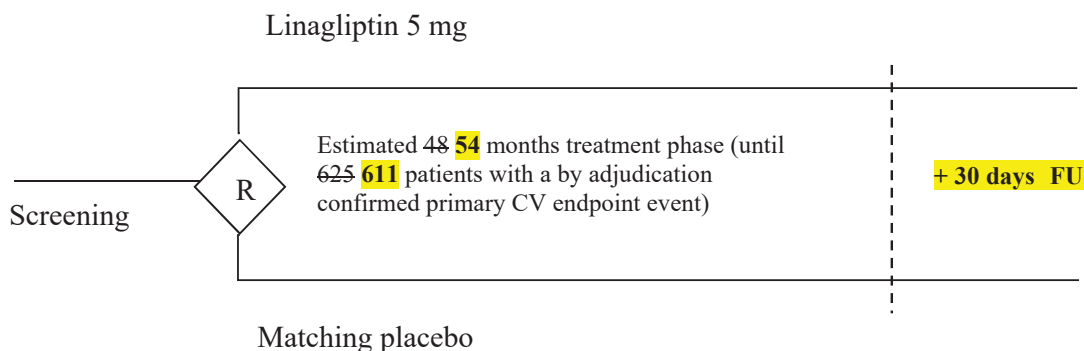 Linagliptin 5 mg
Estimated 48 54 months treatment phase (until
625 611 patients with a by adjudication
confirmed primary CV endpoint event)
+ 30 days FU
R
Screening
Matching placebo